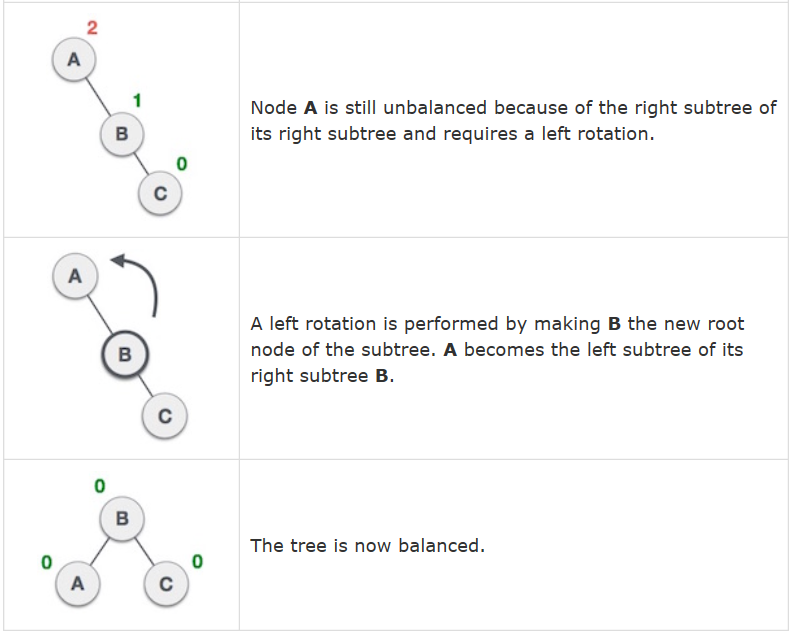 2
A
1
B
0
C
Node A is still unbalanced because of the right subtree of
its right subtree and requires a left rotation.
A
B
C
A left rotation is performed by making B the new root
node of the subtree. A becomes the left subtree of its
right subtree B.
0
B
0
A
0
C
The tree is now balanced.